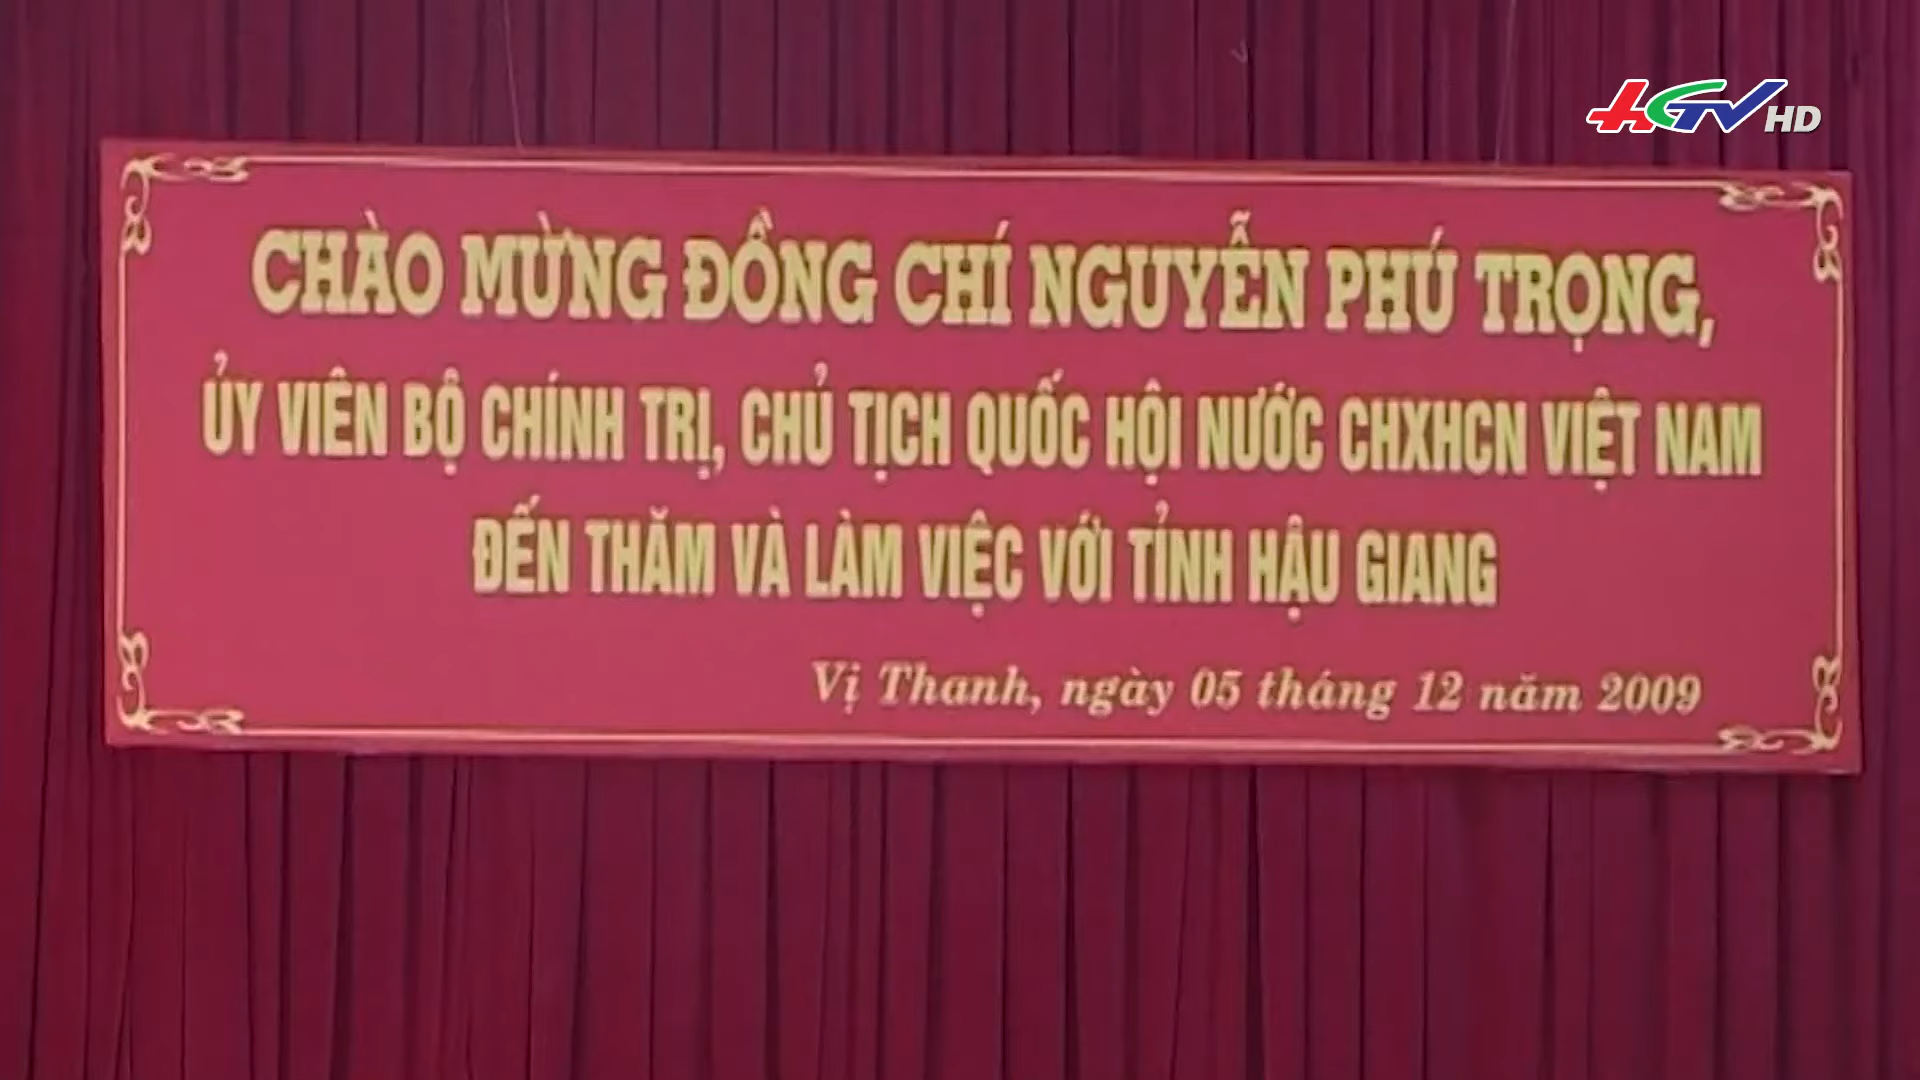 HGTV HD
CHÀO MỪNG ĐỒNG CHÍ NGUYỄN PHÚ TRỌNG,
ỦY VIÊN BỘ CHÍNH TRỊ, CHỦ TỊCH QUỐC HỘI NƯỚC CHXHCN VIỆT NAM
ĐẾN THĂM VÀ LÀM VIỆC VỚI TỈNH HẬU GIANG
Vị Thanh, ngày 05 tháng 12 năm 2009